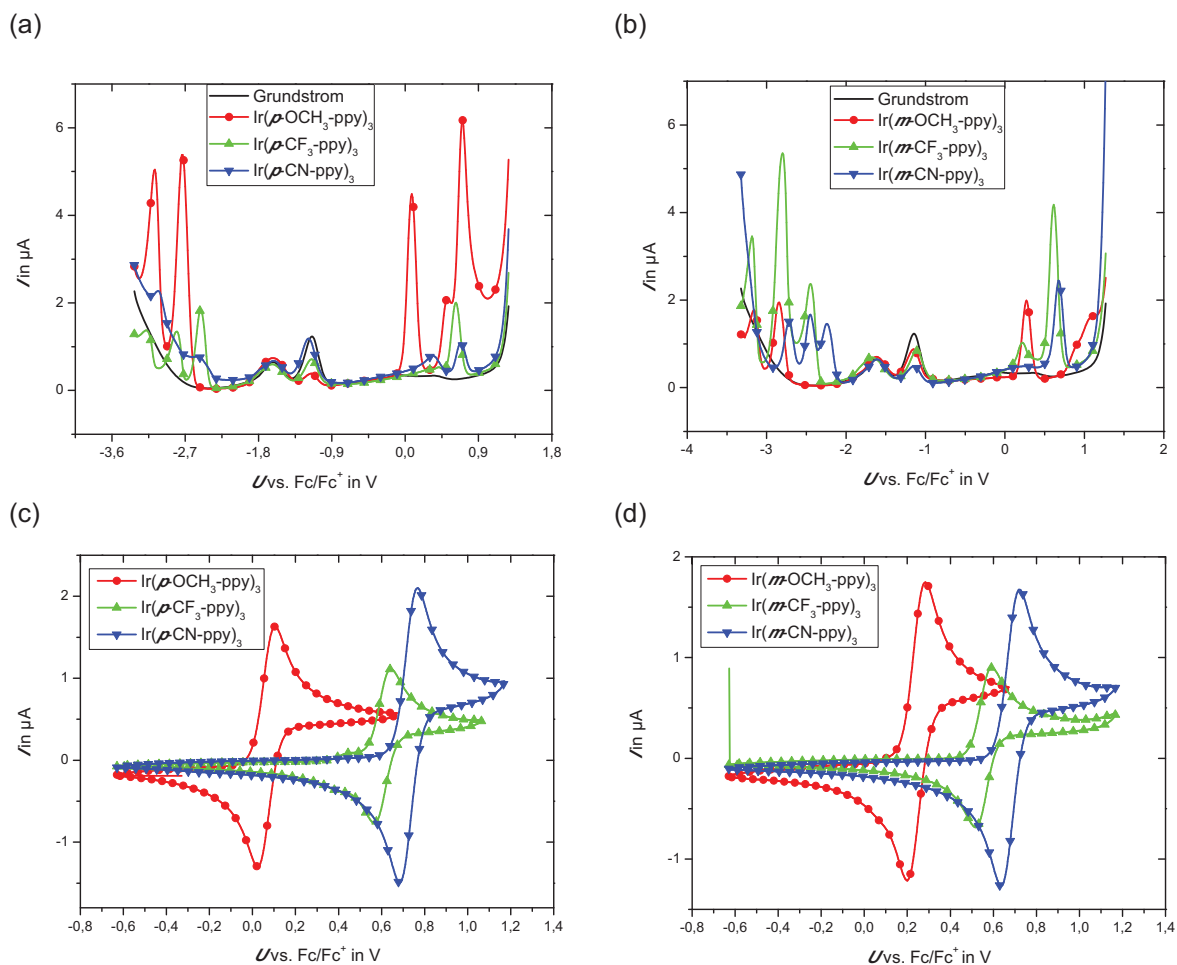 (a)
Grundstrom
Ir(p-OCH3-ppy)3
Ir(p-CF3-ppy)3
Ir(p-CN-ppy)3
6
4
2
0
I in µA
-3,6 -2,7 -1,8 -0,9 0,0 0,9 1,8
U vs. Fc/Fc+ in V
(b)
Grundstrom
Ir(m-OCH3-ppy)3
Ir(m-CF3-ppy)3
Ir(m-CN-ppy)3
6
4
2
0
I in µA
-4 -3 -2 -1 0 1 2
U vs. Fc/Fc+ in V
(c)
Ir(p-OCH3-ppy)3
Ir(p-CF3-ppy)3
Ir(p-CN-ppy)3
2
1
0
-1
I in µA
-0,8 -0,6 -0,4 -0,2 0,0 0,2 0,4 0,6 0,8 1,0 1,2 1,4
U vs. Fc/Fc+ in V
(d)
Ir(m-OCH3-ppy)3
Ir(m-CF3-ppy)3
Ir(m-CN-ppy)3
2
1
0
-1
I in µA
-0,8 -0,6 -0,4 -0,2 0,0 0,2 0,4 0,6 0,8 1,0 1,2 1,4
U vs. Fc/Fc+ in V